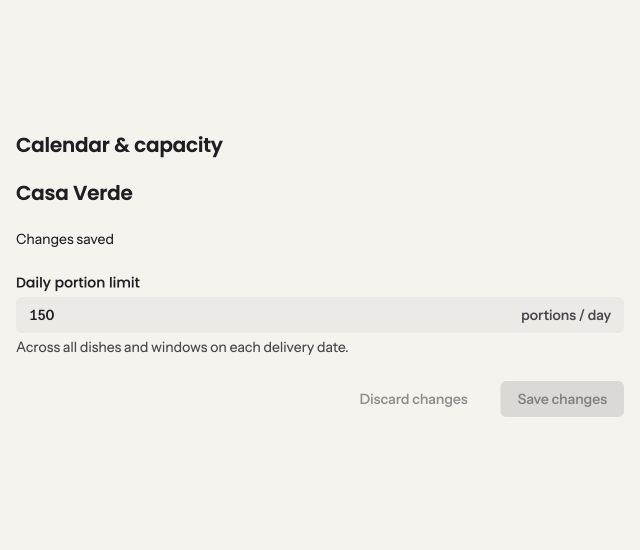 Calendar & capacity
Casa Verde
Changes saved
Daily portion limit
150 portions / day
Across all dishes and windows on each delivery date.
Discard changes Save changes